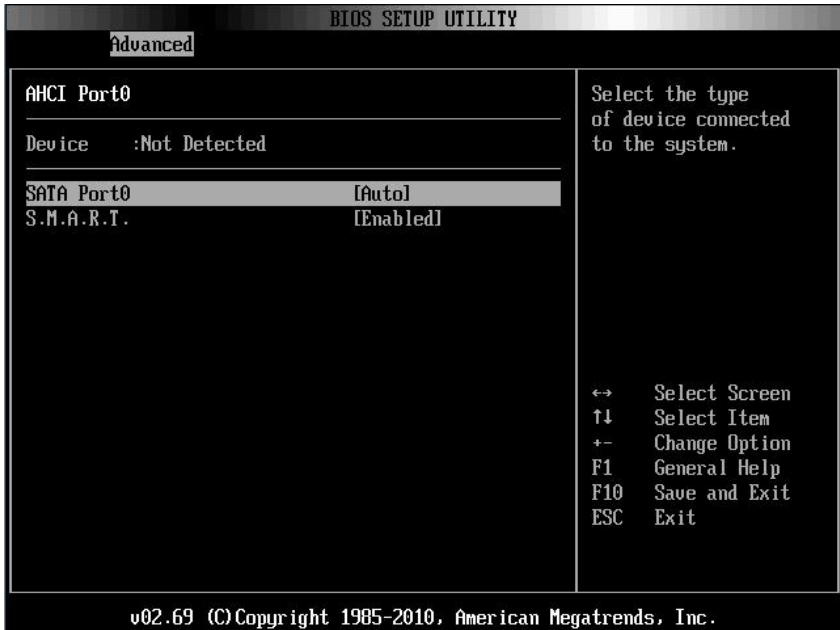 BIOS SETUP UTILITY
Advanced
AHCI Port0
Device :Not Detected
SATA Port0 [Auto]
S.M.A.R.T. [Enabled]
Select the type
of device connected
to the system.
←→ Select Screen
↑↓ Select Item
+- Change Option
F1 General Help
F10 Save and Exit
ESC Exit
v02.69 (C)Copyright 1985-2010, American Megatrends, Inc.